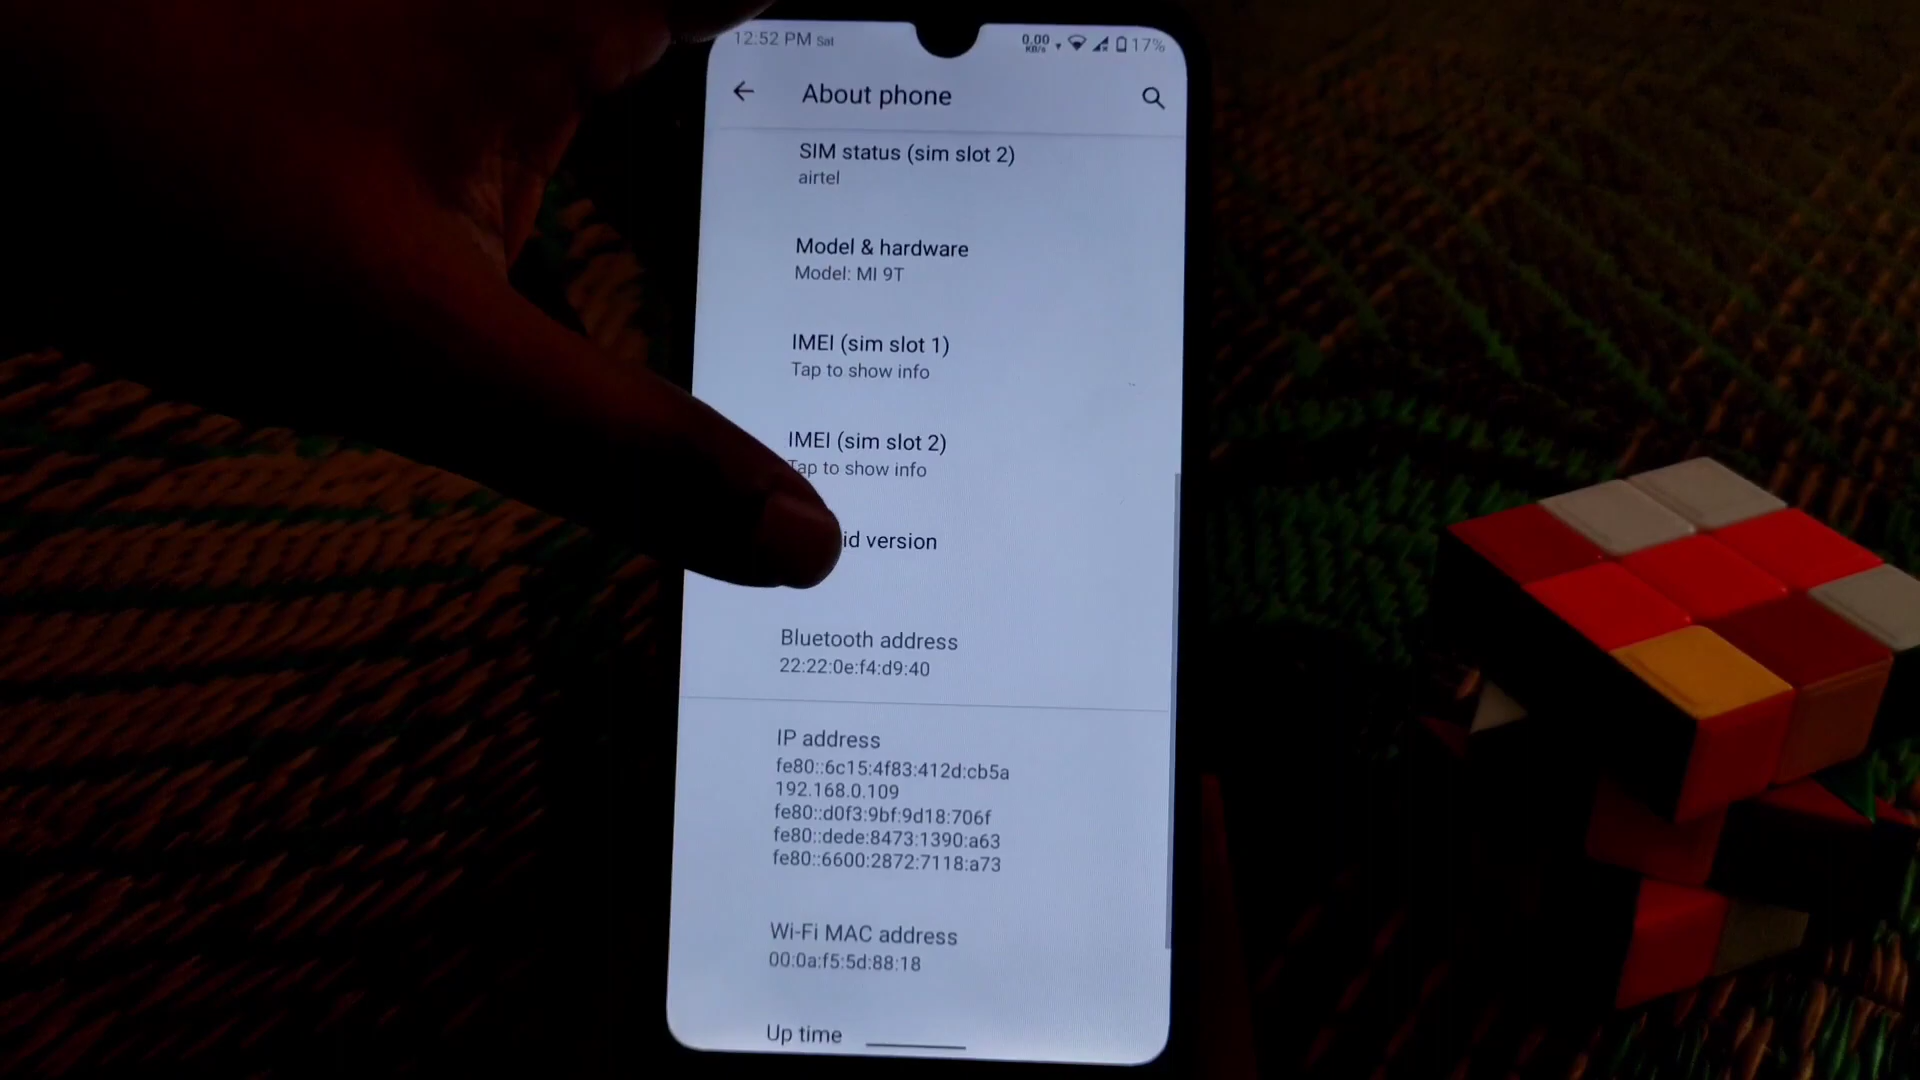 12:52 PM Sat
0.00
KB/s
17%
About phone
SIM status (sim slot 2)
airtel
Model & hardware
Model: MI 9T
IMEI (sim slot 1)
Tap to show info
IMEI (sim slot 2)
Tap to show info
id version
Bluetooth address
22:22:0e:f4:d9:40
IP address
fe80::6c15:4f83:412d:cb5a
192.168.0.109
fe80::d0f3:9bf:9d18:706f
fe80::dede:8473:1390:a63
fe80::6600:2872:7118:a73
Wi-Fi MAC address
00:0a:f5:5d:88:18
Up time